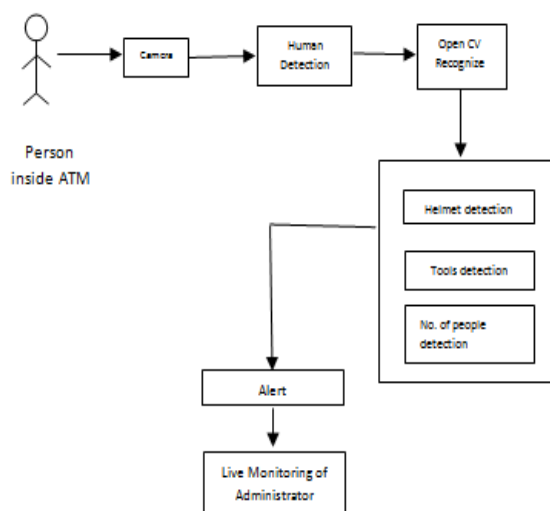 Person
inside ATM
Camera
Human
Detection
Open CV
Recognize
Helmet detection
Tools detection
No. of people
detection
Alert
Live Monitoring of
Administrator